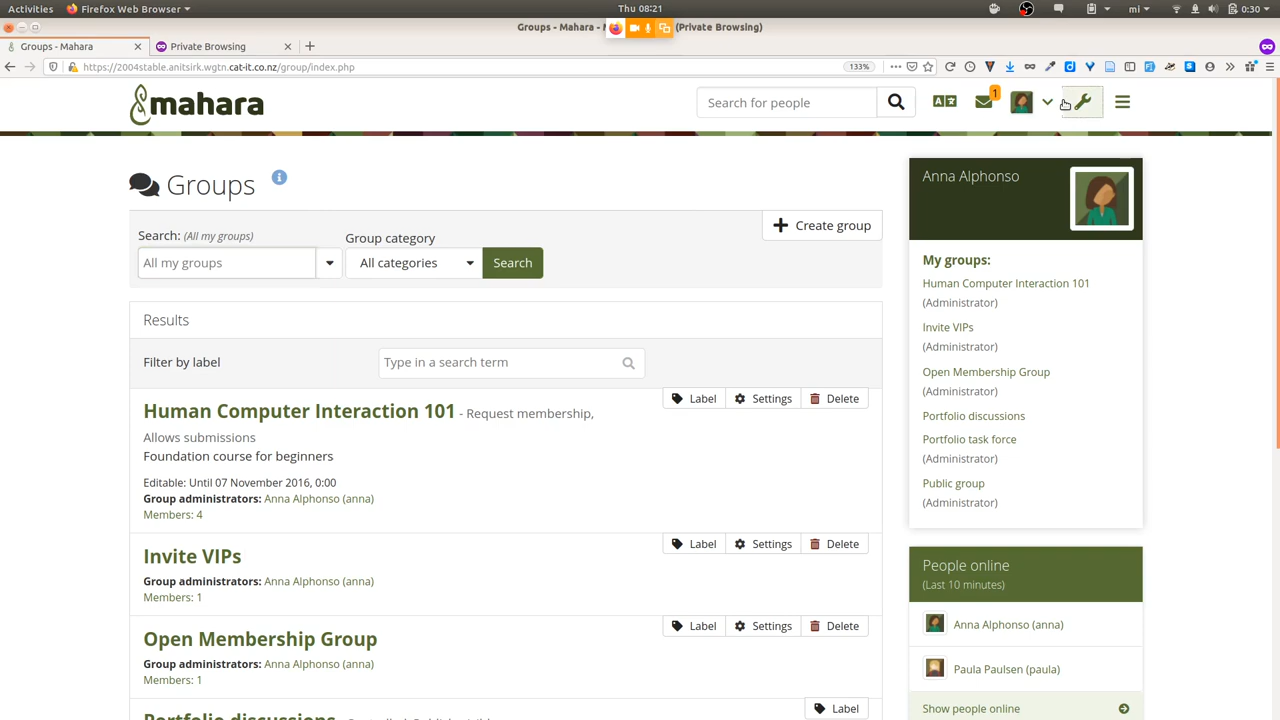 Activities
Firefox Web Browser
Thu 08:21
mi
0:30
Groups - Mahara - 
(Private Browsing)
Groups - Mahara
Private Browsing
https://2004stable.anitsirk.wgtn.cat-it.co.nz/group/index.php
133%
mahara
Search for people
1
Groups
Create group
Search: (All my groups)
Group category
All my groups
All categories
Search
Results
Filter by label
Type in a search term
Label
Settings
Delete
Human Computer Interaction 101 - Request membership,
Allows submissions
Foundation course for beginners
Editable: Until 07 November 2016, 0:00
Group administrators: Anna Alphonso (anna)
Members: 4
Label
Settings
Delete
Invite VIPs
Group administrators: Anna Alphonso (anna)
Members: 1
Label
Settings
Delete
Open Membership Group
Group administrators: Anna Alphonso (anna)
Members: 1
Label
Portfolio discussions
Anna Alphonso
My groups:
Human Computer Interaction 101
(Administrator)
Invite VIPs
(Administrator)
Open Membership Group
(Administrator)
Portfolio discussions
Portfolio task force
(Administrator)
Public group
(Administrator)
People online
(Last 10 minutes)
Anna Alphonso (anna)
Paula Paulsen (paula)
Show people online